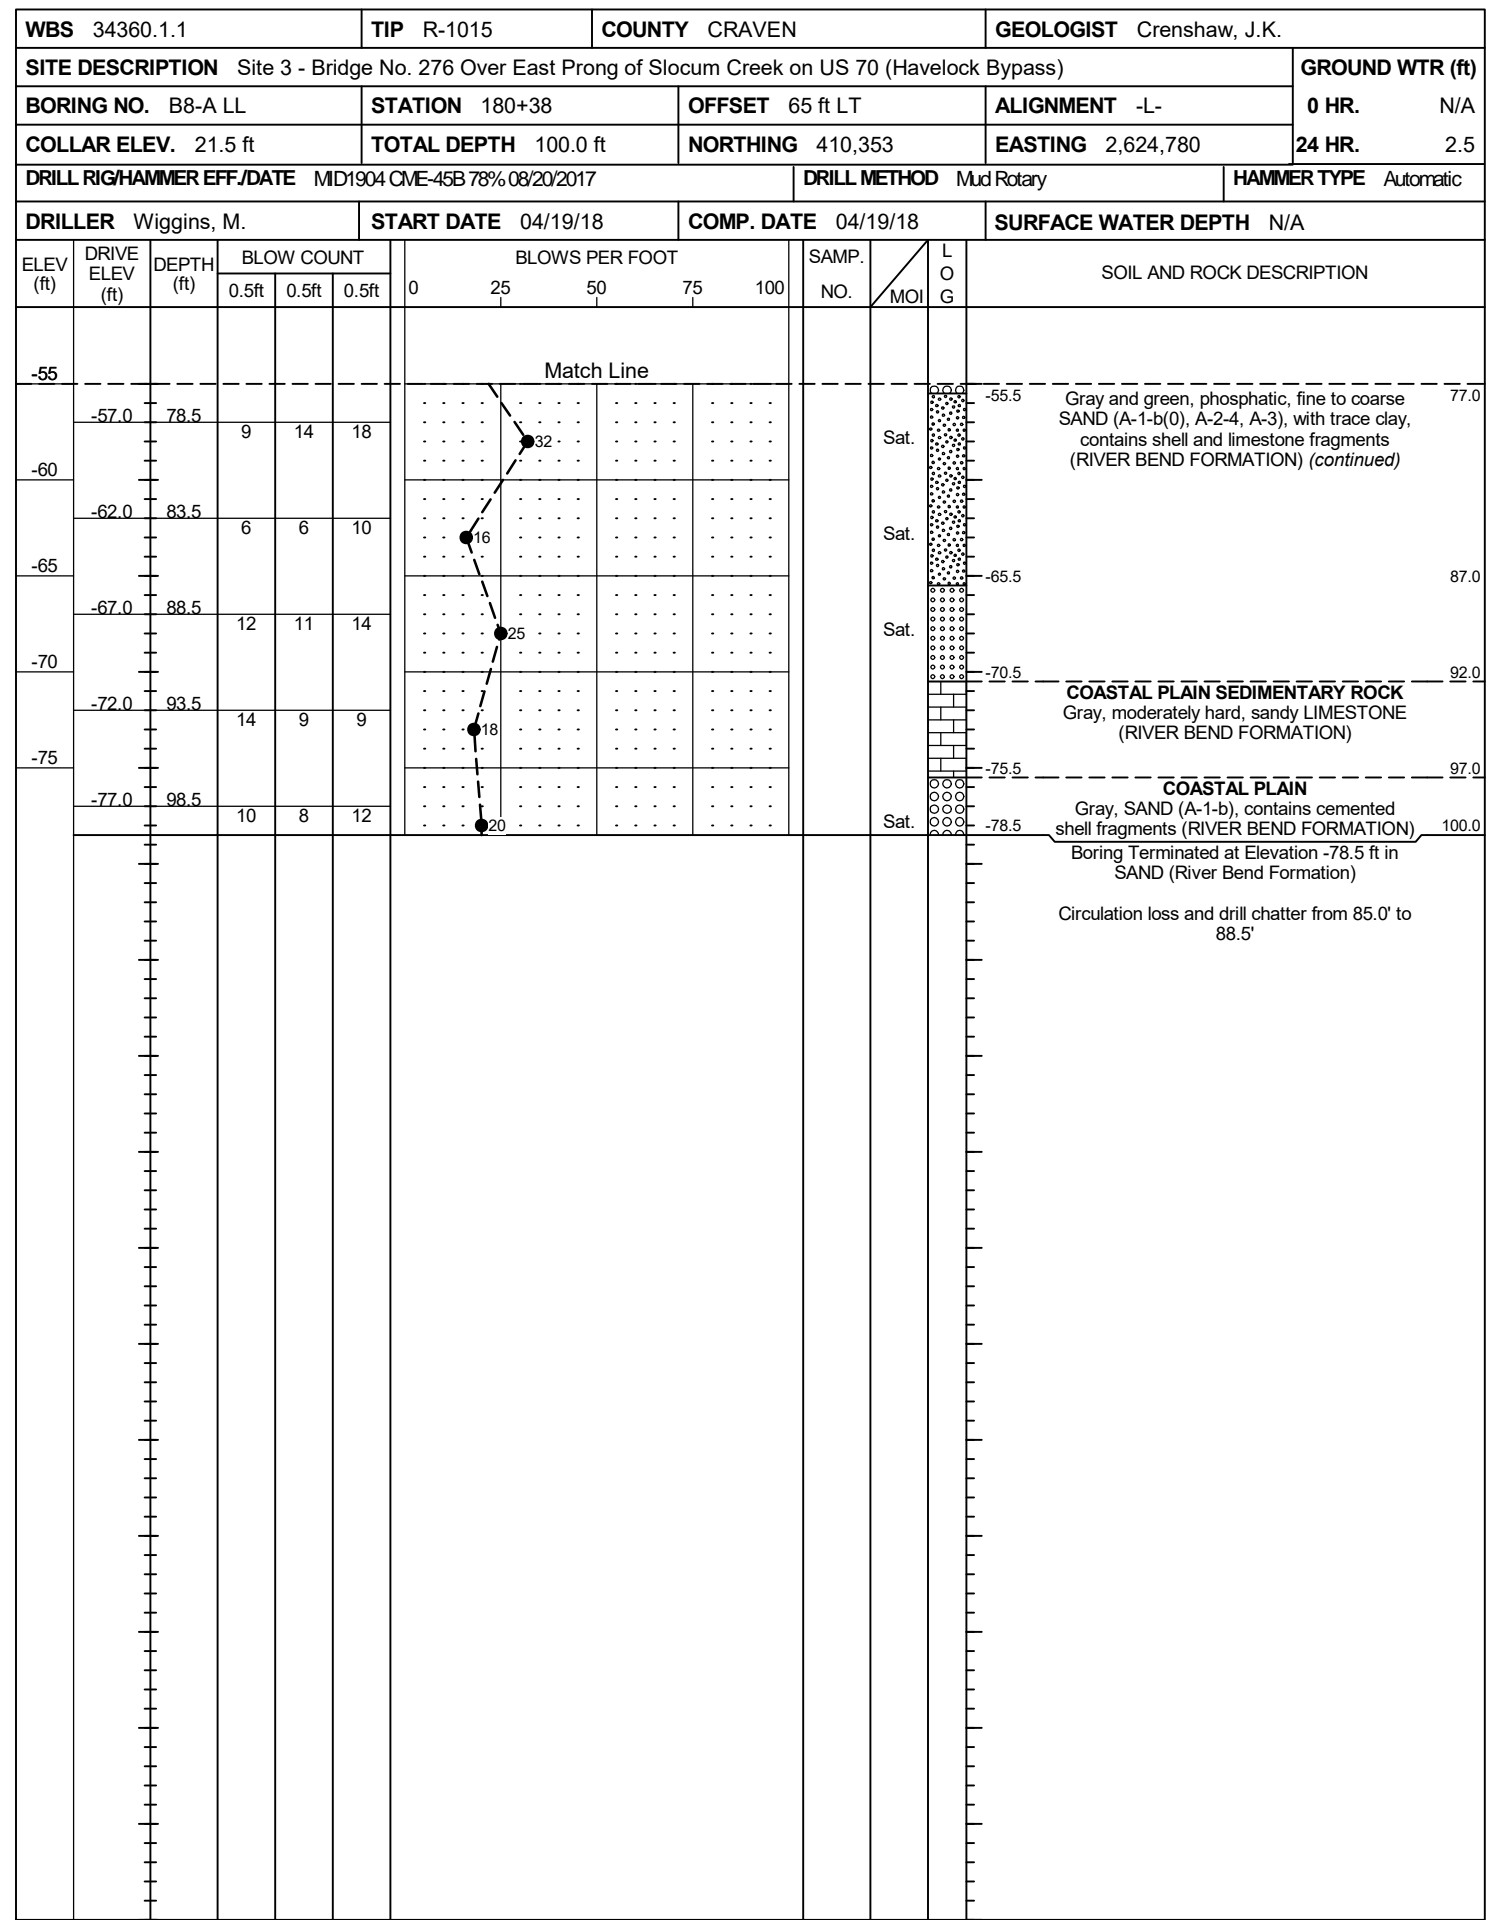 WBS 34360.1.1 TIP R-1015 COUNTY CRAVEN GEOLOGIST Crenshaw, J.K.
SITE DESCRIPTION Site 3 - Bridge No. 276 Over East Prong of Slocum Creek on US 70 (Havelock Bypass) GROUND WTR (ft)
BORING NO. B8-A LL STATION 180+38 OFFSET 65 ft LT ALIGNMENT -L- 0 HR. N/A
COLLAR ELEV. 21.5 ft TOTAL DEPTH 100.0 ft NORTHING 410,353 EASTING 2,624,780 24 HR. 2.5
DRILL RIG/HAMMER EFF./DATE MID1904 CME-45B 78% 08/20/2017 DRILL METHOD Mud Rotary HAMMER TYPE Automatic
DRILLER Wiggins, M. START DATE 04/19/18 COMP. DATE 04/19/18 SURFACE WATER DEPTH N/A
ELEV (ft) DRIVE ELEV (ft) DEPTH (ft) BLOW COUNT BLOWS PER FOOT SAMP. NO. MOI LOG SOIL AND ROCK DESCRIPTION
0.5ft 0.5ft 0.5ft 0 25 50 75 100
Match Line
-55
-55.5 Gray and green, phosphatic, fine to coarse 77.0
-57.0 78.5 SAND (A-1-b(0), A-2-4, A-3), with trace clay,
9 14 18 32 Sat. contains shell and limestone fragments
(RIVER BEND FORMATION) (continued)
-60
-62.0 83.5
6 6 10 16 Sat.
-65
-65.5 87.0
-67.0 88.5
12 11 14 25 Sat.
-70
-70.5 92.0
COASTAL PLAIN SEDIMENTARY ROCK
-72.0 93.5 Gray, moderately hard, sandy LIMESTONE
14 9 9 18 (RIVER BEND FORMATION)
-75
-75.5 97.0
COASTAL PLAIN
-77.0 98.5 Gray, SAND (A-1-b), contains cemented
10 8 12 20 Sat. -78.5 shell fragments (RIVER BEND FORMATION) 100.0
Boring Terminated at Elevation -78.5 ft in
SAND (River Bend Formation)
Circulation loss and drill chatter from 85.0' to
88.5'